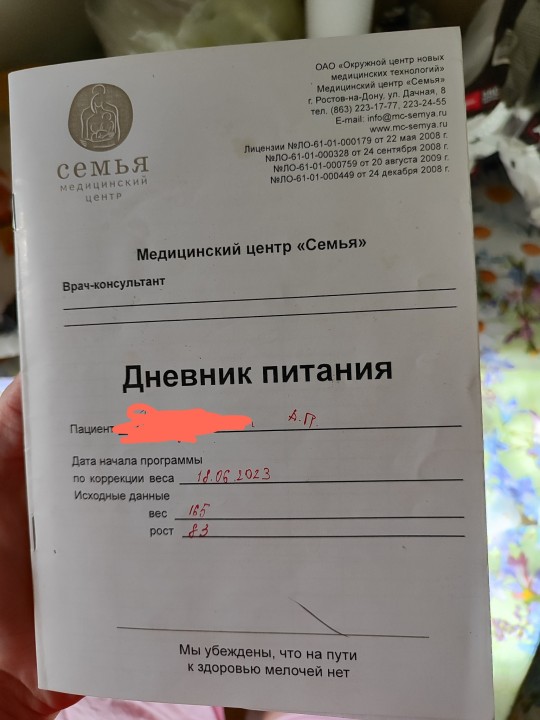 семья
медицинский
центр
ОАО «Окружной центр новых
медицинских технологий»
Медицинский центр «Семья»
г. Ростов-на-Дону, ул. Дачная, 8
тел. (863) 223-17-77, 223-24-55
E-mail: info@mc-semya.ru
www.mc-semya.ru
Лицензии №ЛО-61-01-000179 от 22 мая 2008 г.
№ЛО-61-01-000328 от 24 сентября 2008 г.
№ЛО-61-01-000759 от 20 августа 2009 г.
№ЛО-61-01-000449 от 24 декабря 2008 г.
Медицинский центр «Семья»
Врач-консультант
Дневник питания
Пациент
Дата начала программы
по коррекции веса 18.06.2023
Исходные данные
вес 165
рост 83
Мы убеждены, что на пути
к здоровью мелочей нет